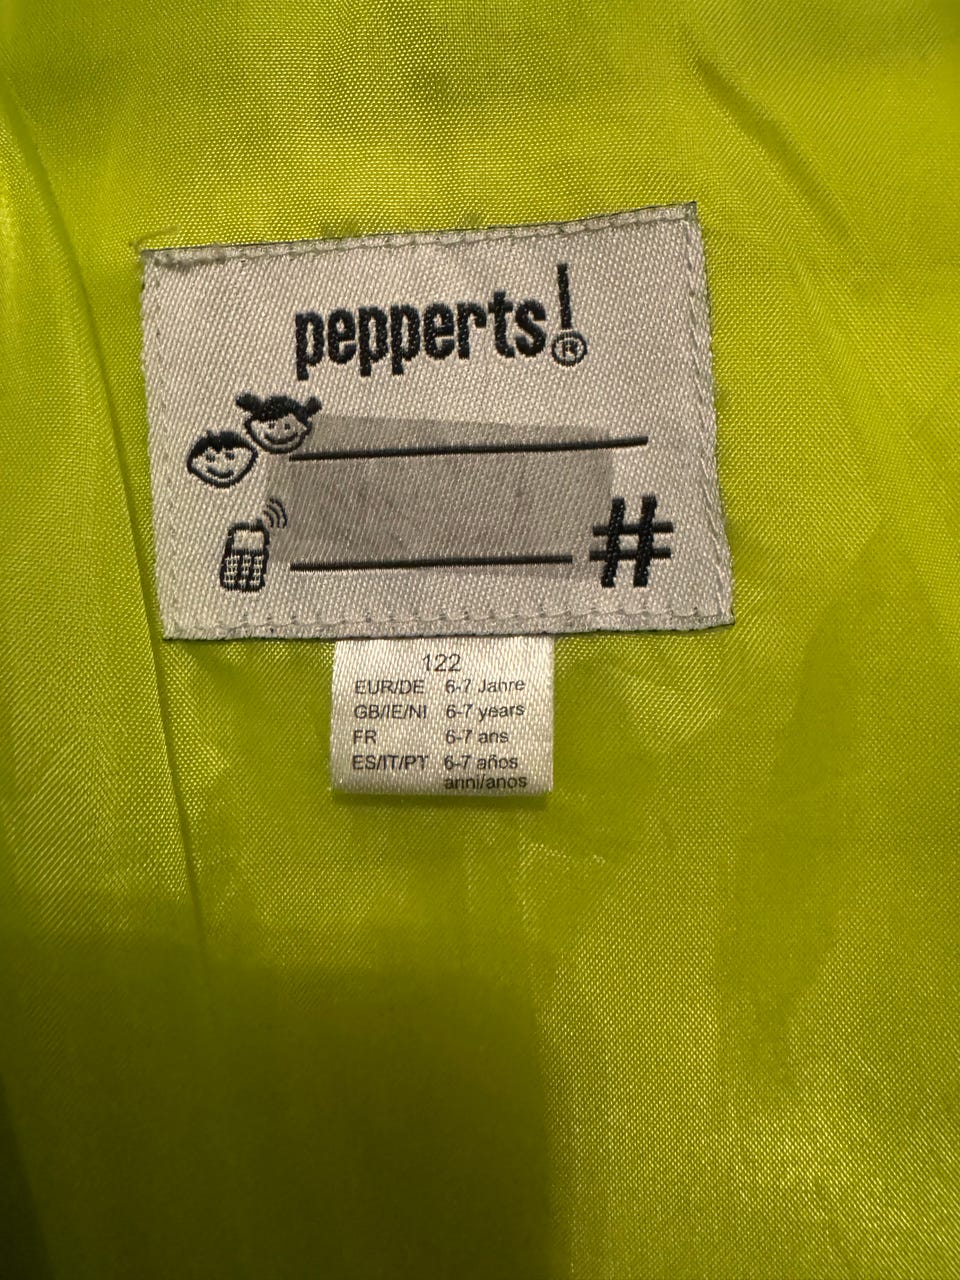 pepperts!®
#
122
EUR/DE 6-7 Jahre
GB/IE/NI 6-7 years
FR 6-7 ans
ES/IT/PT 6-7 años
anni/anos